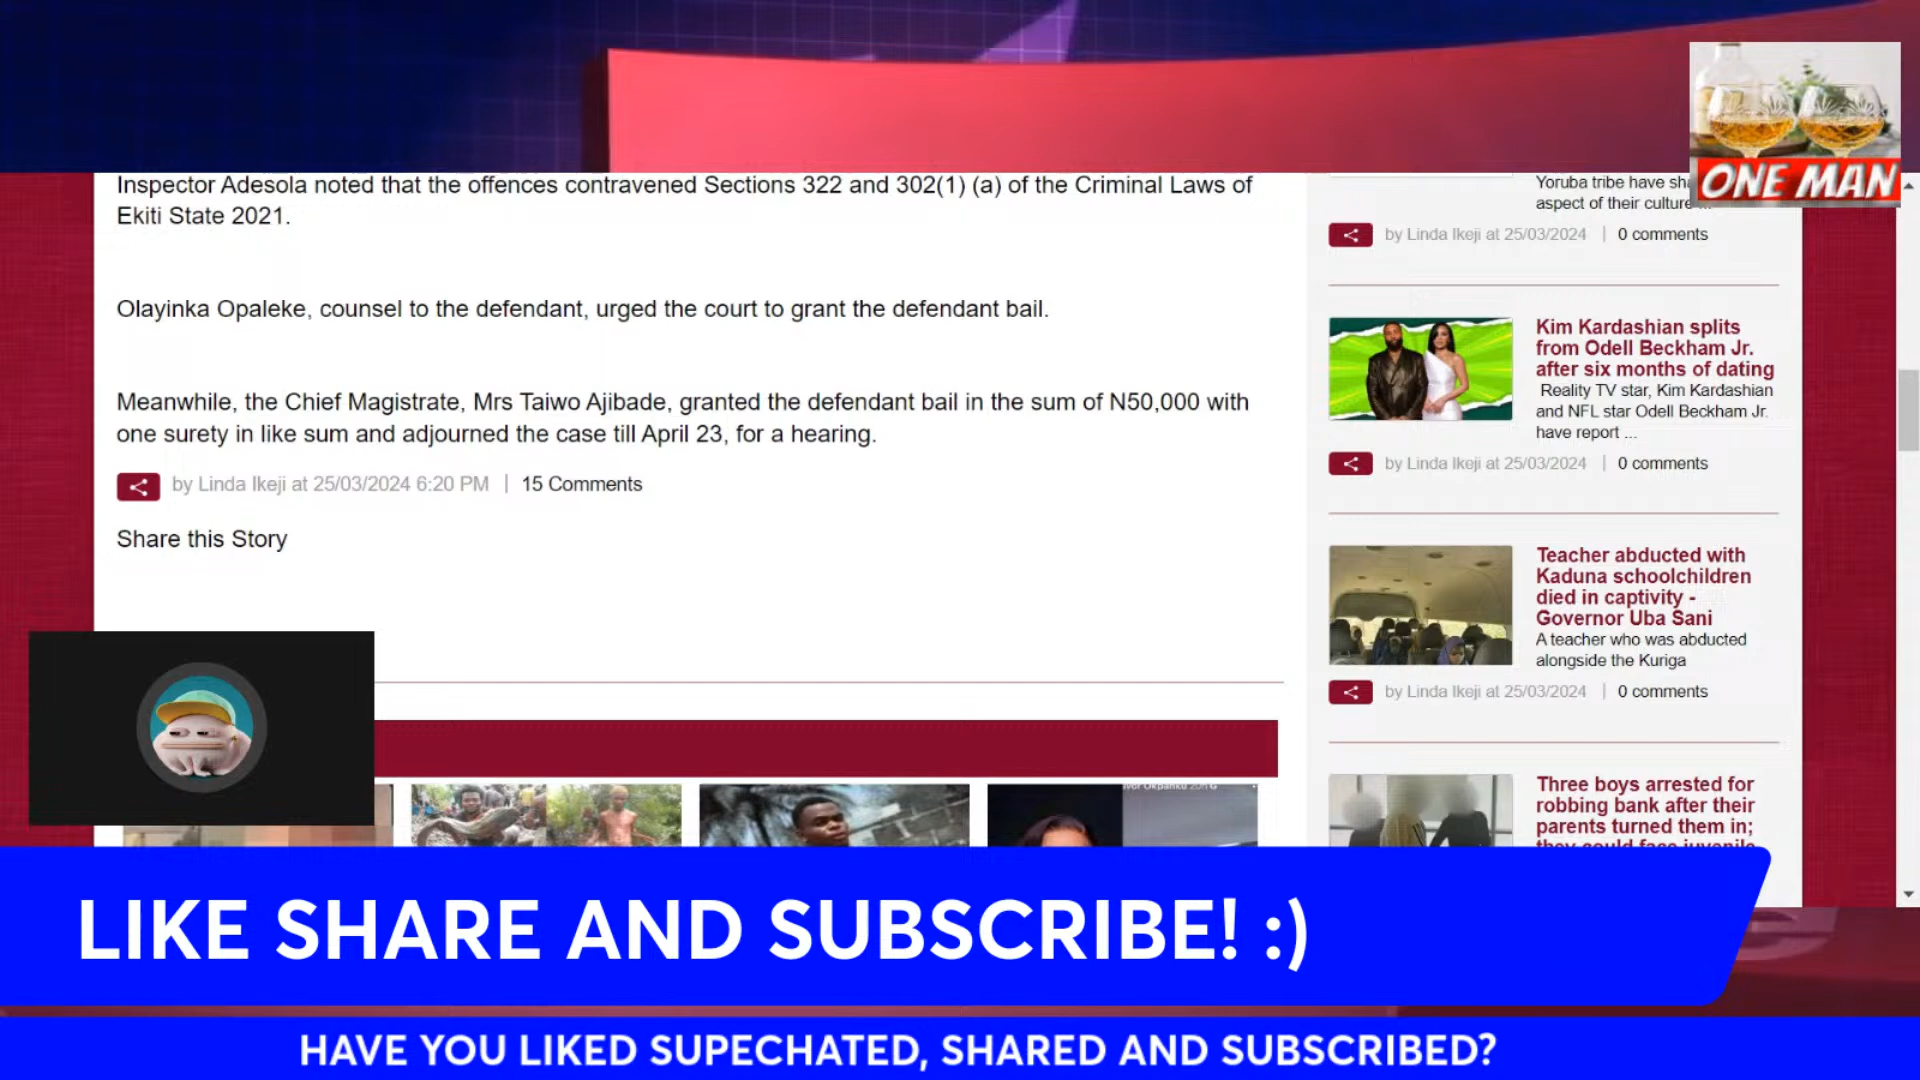 Inspector Adesola noted that the offences contravened Sections 322 and 302(1) (a) of the Criminal Laws of
Ekiti State 2021.
Olayinka Opaleke, counsel to the defendant, urged the court to grant the defendant bail.
Meanwhile, the Chief Magistrate, Mrs Taiwo Ajibade, granted the defendant bail in the sum of N50,000 with
one surety in like sum and adjourned the case till April 23, for a hearing.
by Linda Ikeji at 25/03/2024 6:20 PM | 15 Comments
Share this Story
ONE MAN
Yoruba tribe have
aspect of their culture
by Linda Ikeji at 25/03/2024 | 0 comments
Kim Kardashian splits
from Odell Beckham Jr.
after six months of dating
Reality TV star, Kim Kardashian
and NFL star Odell Beckham Jr.
have report ...
by Linda Ikeji at 25/03/2024 | 0 comments
Teacher abducted with
Kaduna schoolchildren
died in captivity -
Governor Uba Sani
A teacher who was abducted
alongside the Kuriga
by Linda Ikeji at 25/03/2024 | 0 comments
Three boys arrested for
robbing bank after their
parents turned them in;
they could face juvenile
LIKE SHARE AND SUBSCRIBE! :)
HAVE YOU LIKED SUPECHATED, SHARED AND SUBSCRIBED?